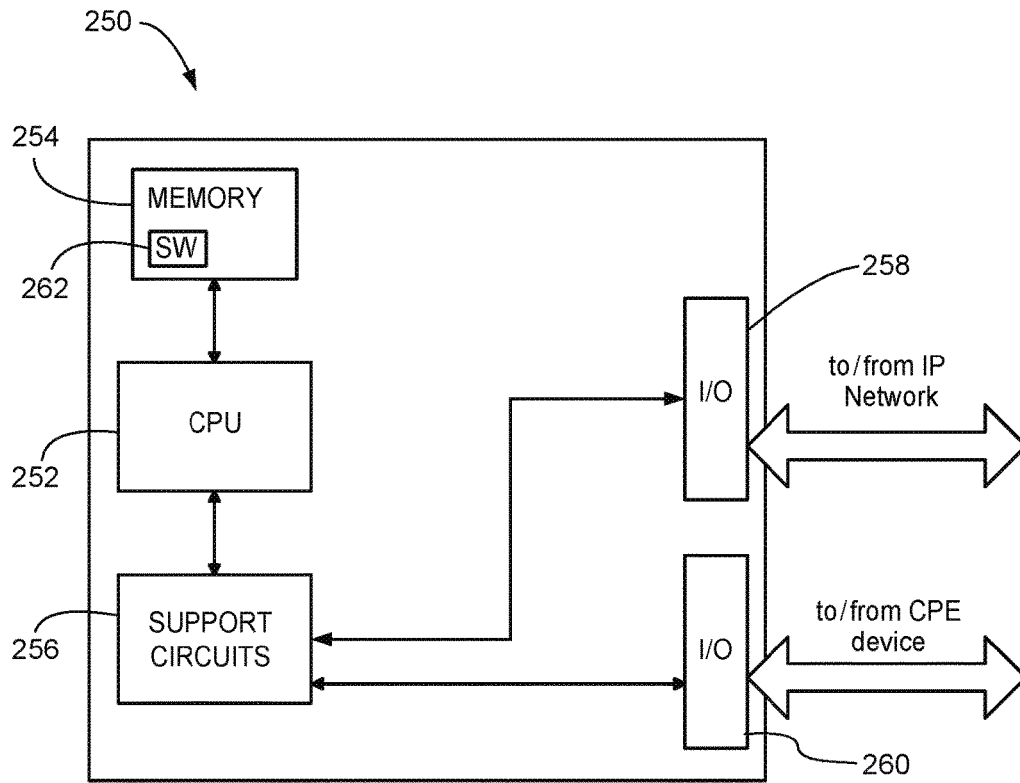 250
254
MEMORY
SW
262
258
to/from IP
Network
I/O
CPU
252
SUPPORT
CIRCUITS
256
to/from CPE
device
I/O
260